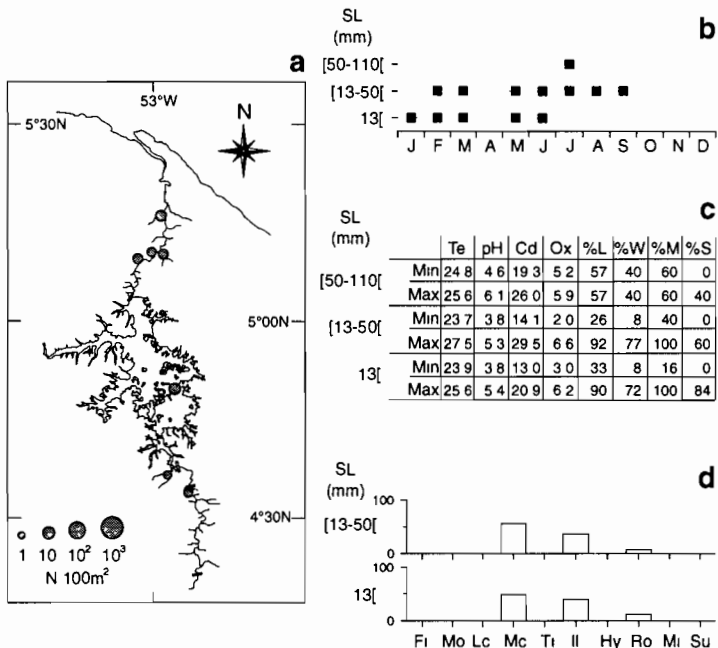 a
53°W
5°30N
N
5°00N
4°30N
1 10 10² 10³
N 100m²
b
SL
(mm)
[50-110[
[13-50[
13[
J F M A M J J A S O N D
c
SL
(mm)
Te pH Cd Ox %L %W %M %S
[50-110[
Min 24 8 4 6 19 3 5 2 57 40 60 0
Max 25 6 6 1 26 0 5 9 57 40 60 40
[13-50[
Min 23 7 3 8 14 1 2 0 26 8 40 0
Max 27 5 5 3 29 5 6 6 92 77 100 60
13[
Min 23 9 3 8 13 0 3 0 33 8 16 0
Max 25 6 5 4 20 9 6 2 90 72 100 84
d
SL
(mm)
[13-50[
100
0
13[
100
0
Fi Mo Lc Mc Ti Il Hy Ro Mi Su